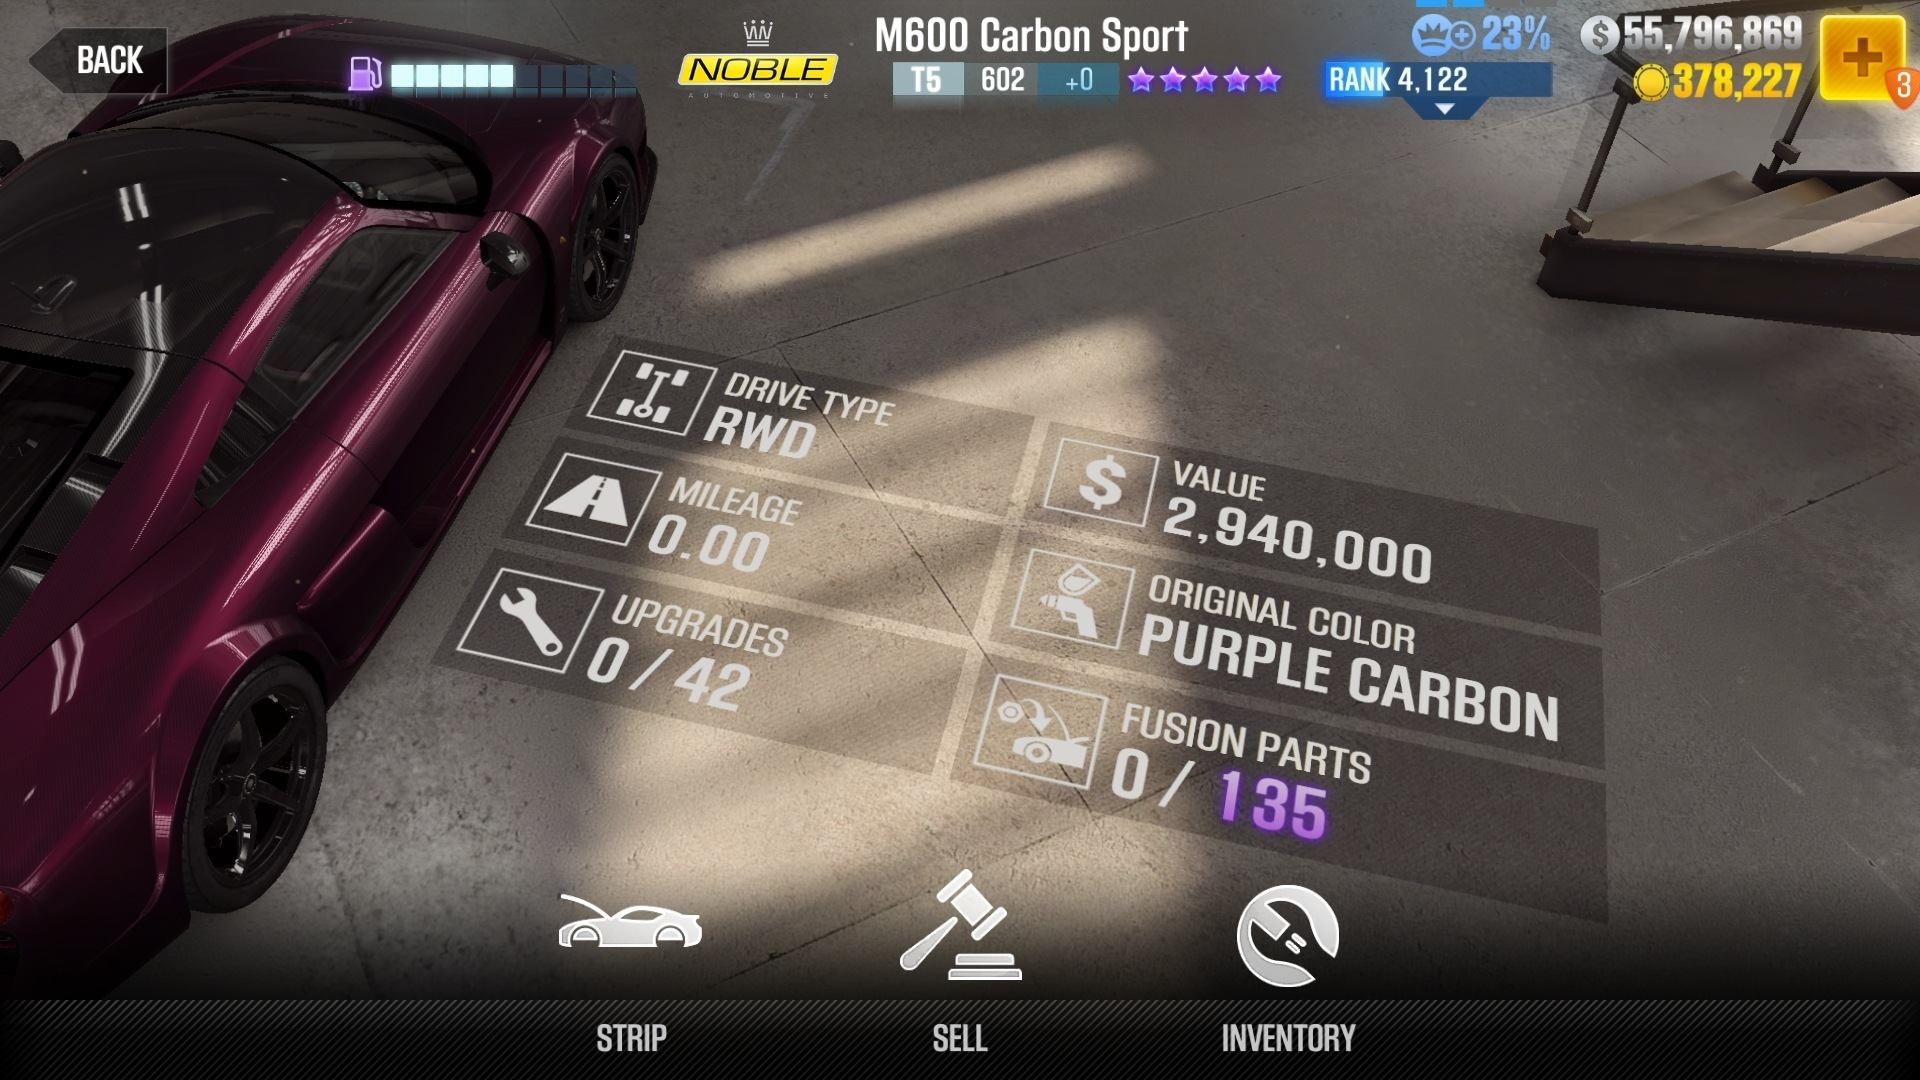 BACK
NOBLE
AUTOMOTIVE
M600 Carbon Sport
T5 602 +0
RANK 4,122
23%
$55,796,869
378,227
3
DRIVE TYPE
RWD
MILEAGE
0.00
UPGRADES
0 / 42
$
VALUE
2,940,000
ORIGINAL COLOR
PURPLE CARBON
FUSION PARTS
0 / 135
STRIP
SELL
INVENTORY